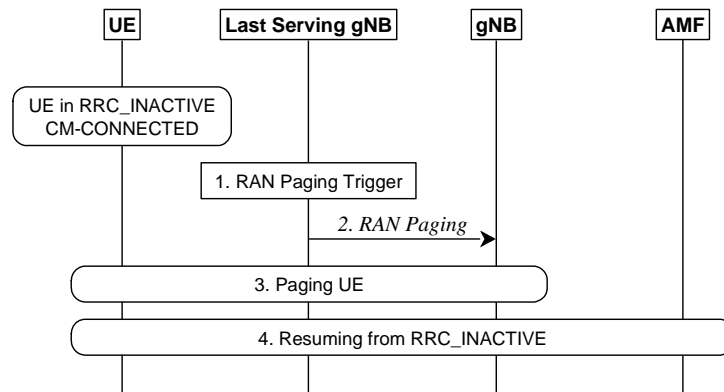 UE
Last Serving gNB
gNB
AMF
UE in RRC_INACTIVE
CM-CONNECTED
1. RAN Paging Trigger
2. RAN Paging
3. Paging UE
4. Resuming from RRC_INACTIVE